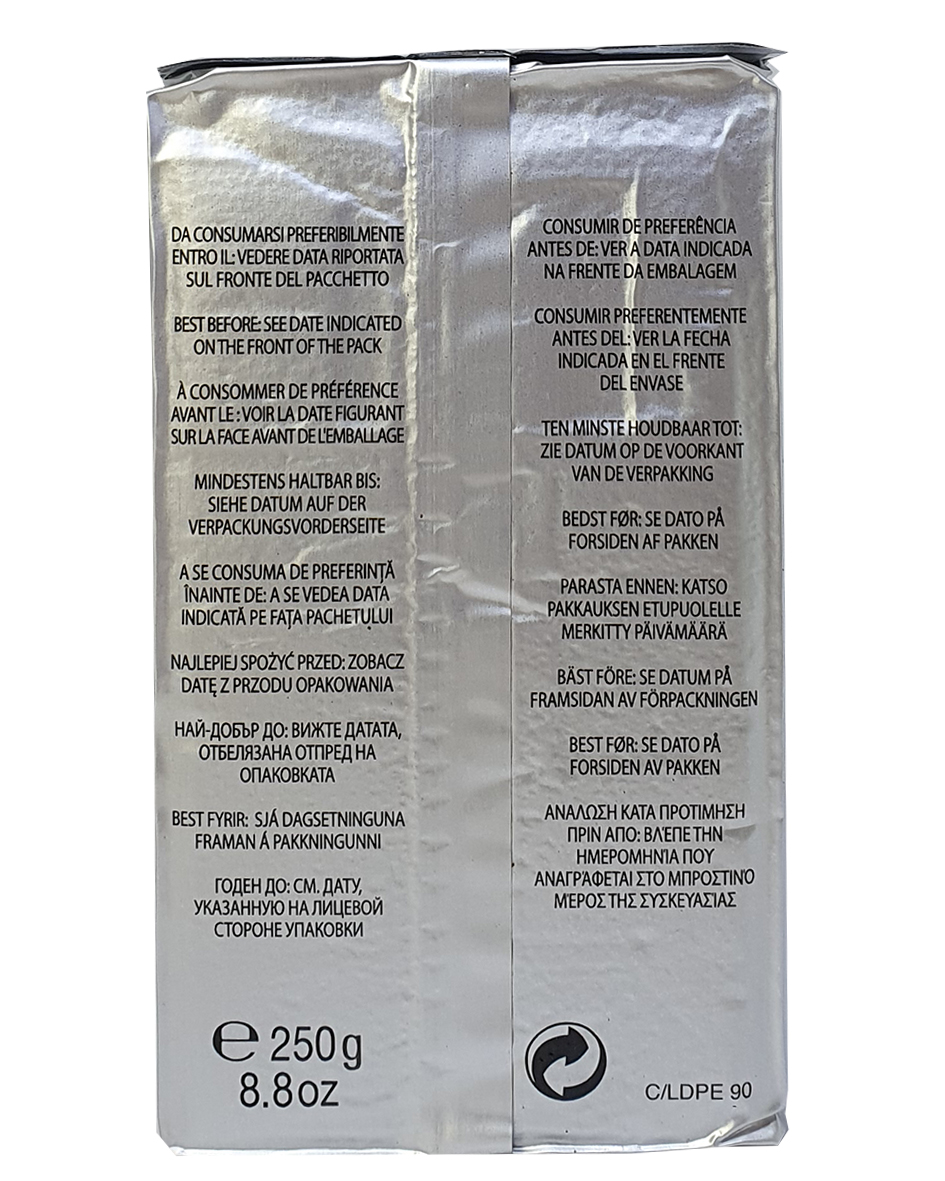 DA CONSUMARSI PREFERIBILMENTE
ENTRO IL: VEDERE DATA RIPORTATA
SUL FRONTE DEL PACCHETTO
BEST BEFORE: SEE DATE INDICATED
ON THE FRONT OF THE PACK
À CONSOMMER DE PRÉFÉRENCE
AVANT LE : VOIR LA DATE FIGURANT
SUR LA FACE AVANT DE L'EMBALLAGE
MINDESTENS HALTBAR BIS:
SIEHE DATUM AUF DER
VERPACKUNGSVORDERSEITE
A SE CONSUMA DE PREFERINȚĂ
ÎNAINTE DE: A SE VEDEA DATA
INDICATĂ PE FAȚA PACHETULUI
NAJLEPIEJ SPOŻYĆ PRZED: ZOBACZ
DATĘ Z PRZODU OPAKOWANIA
НАЙ-ДОБЪР ДО: ВИЖТЕ ДАТАТА,
ОТБЕЛЯЗАНА ОТПРЕД НА
ОПАКОВКАТА
BEST FYRIR: SJÁ DAGSETNINGUNA
FRAMAN Á PAKKNINGUNNI
ГОДЕН ДО: СМ. ДАТУ,
УКАЗАННУЮ НА ЛИЦЕВОЙ
СТОРОНЕ УПАКОВКИ
℮ 250g
8.8oz
CONSUMIR DE PREFERÊNCIA
ANTES DE: VER A DATA INDICADA
NA FRENTE DA EMBALAGEM
CONSUMIR PREFERENTEMENTE
ANTES DEL: VER LA FECHA
INDICADA EN EL FRENTE
DEL ENVASE
TEN MINSTE HOUDBAAR TOT:
ZIE DATUM OP DE VOORKANT
VAN DE VERPAKKING
BEDST FØR: SE DATO PÅ
FORSIDEN AF PAKKEN
PARASTA ENNEN: KATSO
PAKKAUKSEN ETUPUOLELLE
MERKITTY PÄIVÄMÄÄRÄ
BÄST FÖRE: SE DATUM PÅ
FRAMSIDAN AV FÖRPACKNINGEN
BEST FØR: SE DATO PÅ
FORSIDEN AV PAKKEN
ΑΝΑΛΩΣΗ ΚΑΤΑ ΠΡΟΤΙΜΗΣΗ
ΠΡΙΝ ΑΠΟ: ΒΛΈΠΕ ΤΗΝ
ΗΜΕΡΟΜΗΝΊΑ ΠΟΥ
ΑΝΑΓΡΆΦΕΤΑΙ ΣΤΟ ΜΠΡΟΣΤΙΝΌ
ΜΈΡΟΣ ΤΗΣ ΣΥΣΚΕΥΑΣΊΑΣ
C/LDPE 90